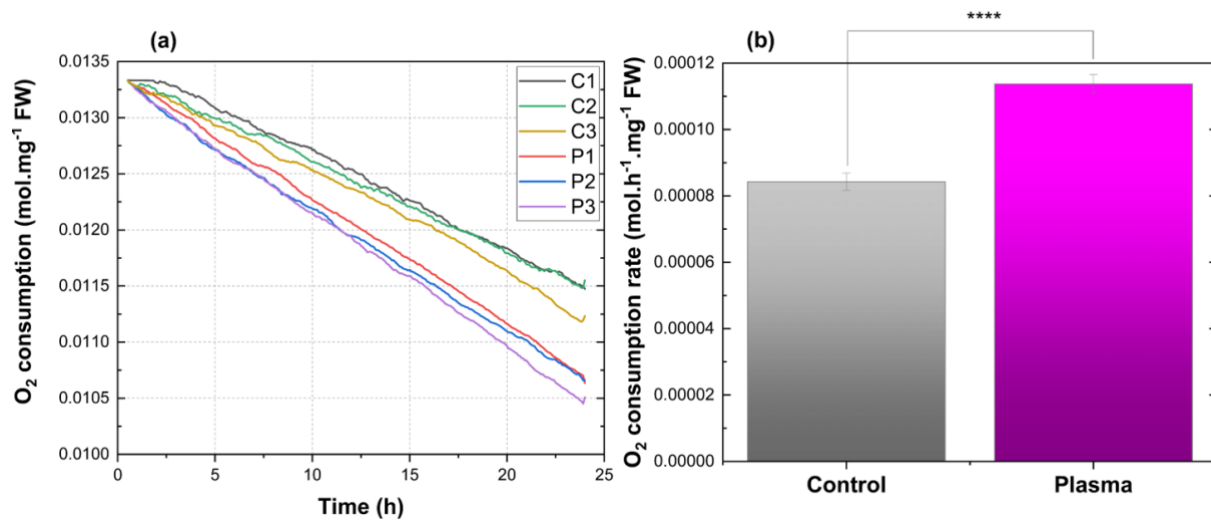 (a)
O₂ consumption (mol.mg⁻¹ FW)
0.0135
0.0130
0.0125
0.0120
0.0115
0.0110
0.0105
0.0100
C1
C2
C3
P1
P2
P3
0 5 10 15 20 25
Time (h)
(b)
****
O₂ consumption rate (mol.h⁻¹.mg⁻¹ FW)
0.00012
0.00010
0.00008
0.00006
0.00004
0.00002
0.00000
Control Plasma